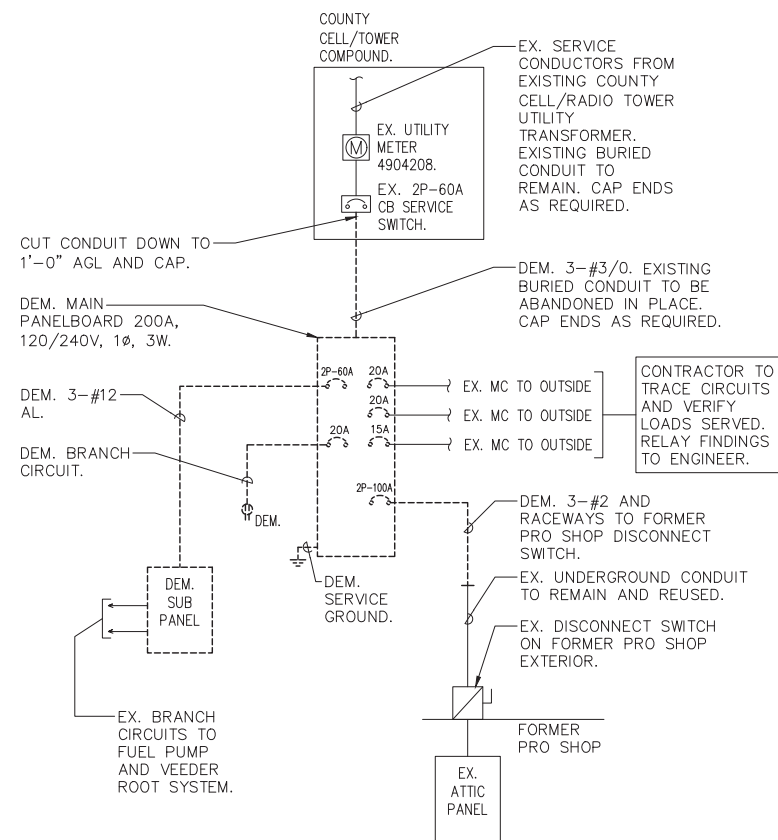 COUNTY
CELL/TOWER
COMPOUND.
EX. SERVICE
CONDUCTORS FROM
EXISTING COUNTY
CELL/RADIO TOWER
UTILITY
TRANSFORMER.
EXISTING BURIED
CONDUIT TO
REMAIN. CAP ENDS
AS REQUIRED.
M
EX. UTILITY
METER
4904208.
EX. 2P-60A
CB SERVICE
SWITCH.
CUT CONDUIT DOWN TO
1'-0" AGL AND CAP.
DEM. 3-#3/0. EXISTING
BURIED CONDUIT TO BE
ABANDONED IN PLACE.
CAP ENDS AS REQUIRED.
DEM. MAIN
PANELBOARD 200A,
120/240V, 1ø, 3W.
2P-60A
20A
EX. MC TO OUTSIDE
20A
EX. MC TO OUTSIDE
20A
15A
EX. MC TO OUTSIDE
CONTRACTOR TO
TRACE CIRCUITS
AND VERIFY
LOADS SERVED.
RELAY FINDINGS
TO ENGINEER.
DEM. 3-#12
AL.
DEM. BRANCH
CIRCUIT.
DEM.
2P-100A
DEM. 3-#2 AND
RACEWAYS TO FORMER
PRO SHOP DISCONNECT
SWITCH.
DEM.
SERVICE
GROUND.
DEM.
SUB
PANEL
EX. UNDERGROUND CONDUIT
TO REMAIN AND REUSED.
EX. DISCONNECT SWITCH
ON FORMER PRO SHOP
EXTERIOR.
EX. BRANCH
CIRCUITS TO
FUEL PUMP
AND VEEDER
ROOT SYSTEM.
FORMER
PRO SHOP
EX.
ATTIC
PANEL